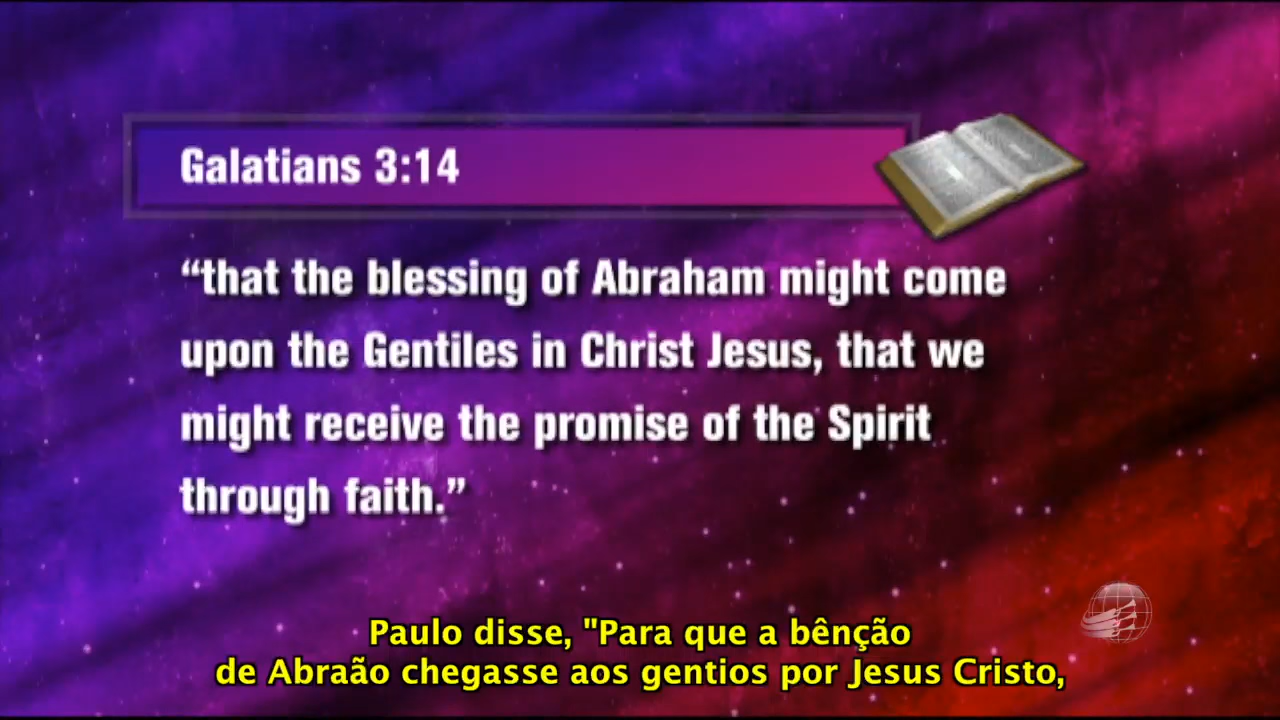 Galatians 3:14
“that the blessing of Abraham might come
upon the Gentiles in Christ Jesus, that we
might receive the promise of the Spirit
through faith.”
Paulo disse, "Para que a bênção
de Abraão chegasse aos gentios por Jesus Cristo,